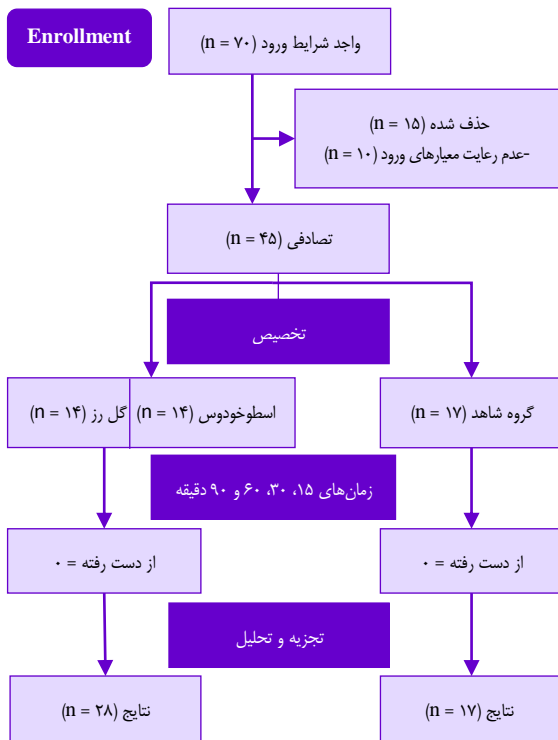 Enrollment
واجد شرایط ورود (n = ۷۰)
حذف شده (n = ۱۵)
-عدم رعایت معیارهای ورود (n = ۱۰)
تصادفی (n = ۴۵)
تخصیص
گروه شاهد (n = ۱۷)
اسطوخودوس (n = ۱۴)
گل رز (n = ۱۴)
زمان‌های ۱۵، ۳۰، ۶۰ و ۹۰ دقیقه
از دست رفته = ۰
از دست رفته = ۰
تجزیه و تحلیل
نتایج (n = ۱۷)
نتایج (n = ۲۸)